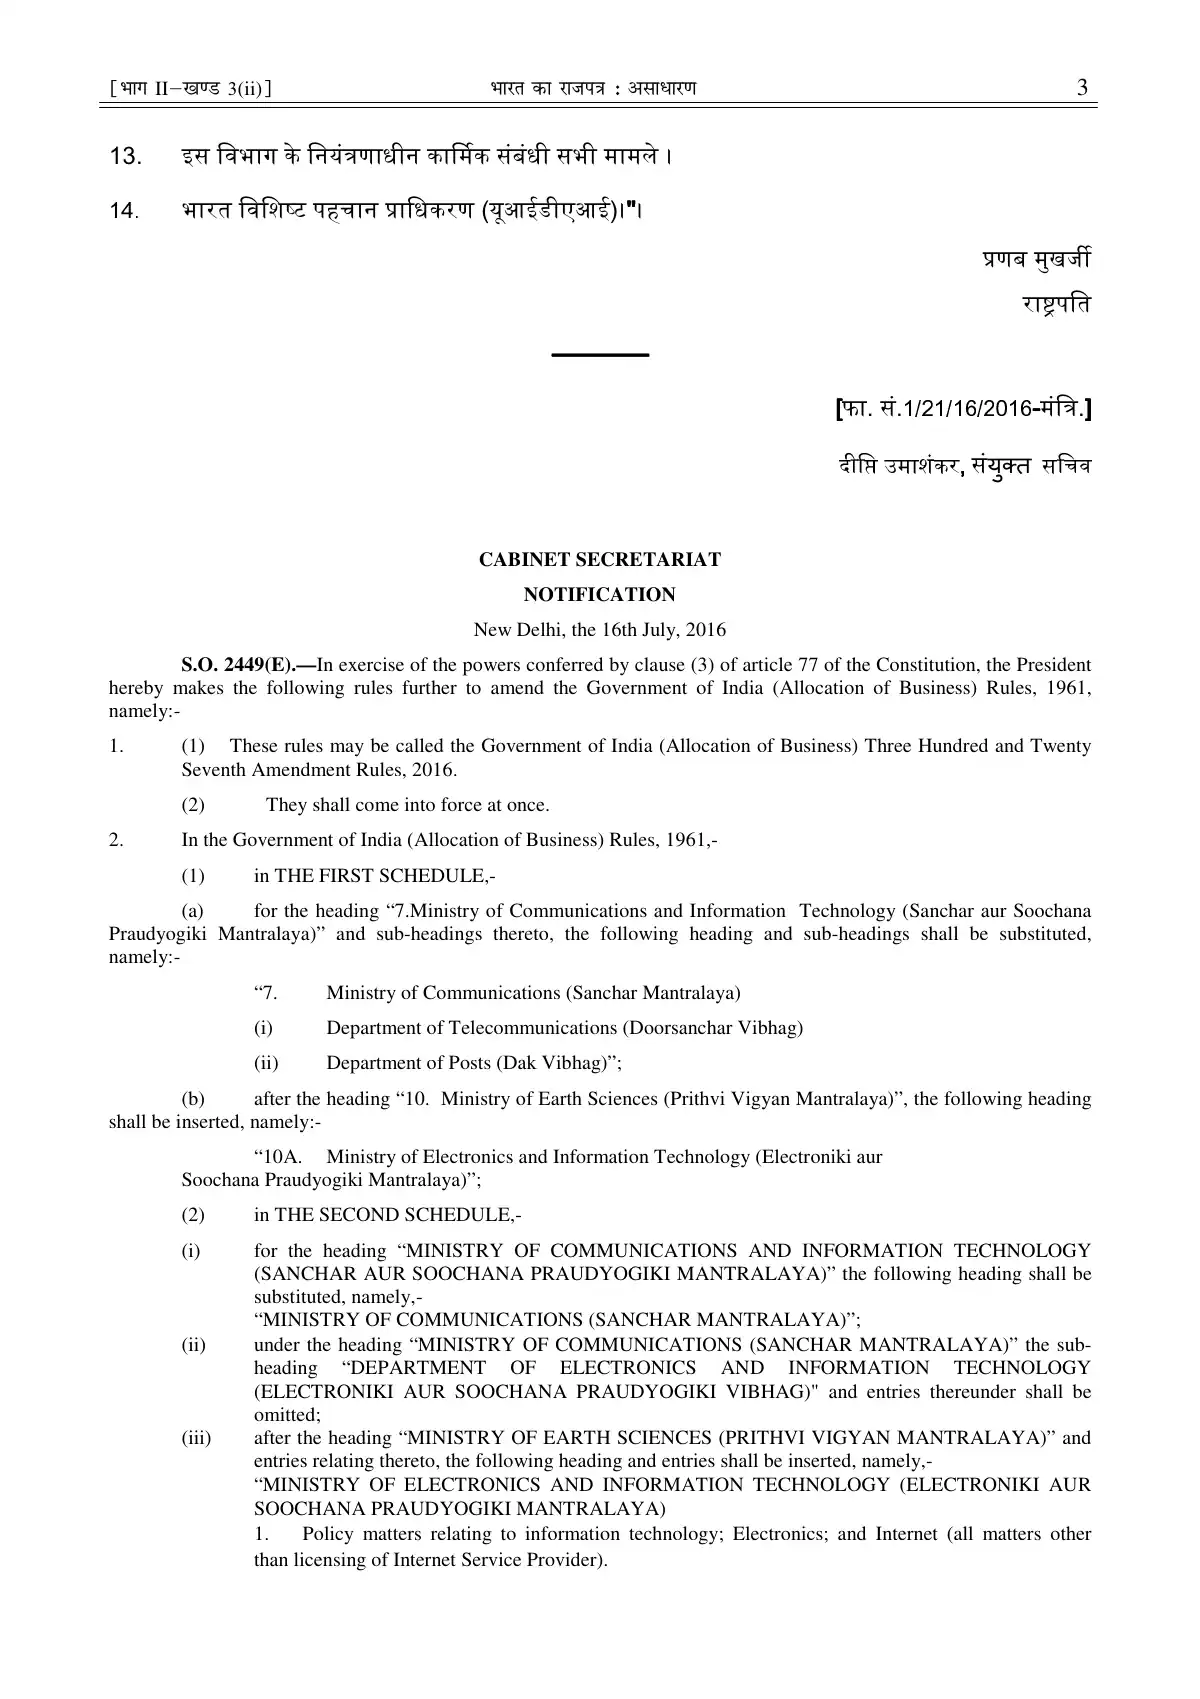 [भाग II—खण्ड 3(ii)] भारत का राजपत्र : असाधारण 3
13. इस विभाग के नियंत्रणाधीन कार्मिक संबंधी सभी मामले ।
14. भारत विशिष्ट पहचान प्राधिकरण (यूआईडीएआई)।"।
प्रणब मुखर्जी
राष्ट्रपति
[फा. सं.1/21/16/2016-मंत्रि.]
दीप्ति उमाशंकर, संयुक्त सचिव
CABINET SECRETARIAT
NOTIFICATION
New Delhi, the 16th July, 2016
S.O. 2449(E).—In exercise of the powers conferred by clause (3) of article 77 of the Constitution, the President
hereby makes the following rules further to amend the Government of India (Allocation of Business) Rules, 1961,
namely:-
1. (1) These rules may be called the Government of India (Allocation of Business) Three Hundred and Twenty
Seventh Amendment Rules, 2016.
(2) They shall come into force at once.
2. In the Government of India (Allocation of Business) Rules, 1961,-
(1) in THE FIRST SCHEDULE,-
(a) for the heading “7.Ministry of Communications and Information Technology (Sanchar aur Soochana
Praudyogiki Mantralaya)” and sub-headings thereto, the following heading and sub-headings shall be substituted,
namely:-
“7. Ministry of Communications (Sanchar Mantralaya)
(i) Department of Telecommunications (Doorsanchar Vibhag)
(ii) Department of Posts (Dak Vibhag)”;
(b) after the heading “10. Ministry of Earth Sciences (Prithvi Vigyan Mantralaya)”, the following heading
shall be inserted, namely:-
“10A. Ministry of Electronics and Information Technology (Electroniki aur
Soochana Praudyogiki Mantralaya)”;
(2) in THE SECOND SCHEDULE,-
(i) for the heading “MINISTRY OF COMMUNICATIONS AND INFORMATION TECHNOLOGY
(SANCHAR AUR SOOCHANA PRAUDYOGIKI MANTRALAYA)” the following heading shall be
substituted, namely,-
“MINISTRY OF COMMUNICATIONS (SANCHAR MANTRALAYA)”;
(ii) under the heading “MINISTRY OF COMMUNICATIONS (SANCHAR MANTRALAYA)” the sub-
heading “DEPARTMENT OF ELECTRONICS AND INFORMATION TECHNOLOGY
(ELECTRONIKI AUR SOOCHANA PRAUDYOGIKI VIBHAG)" and entries thereunder shall be
omitted;
(iii) after the heading “MINISTRY OF EARTH SCIENCES (PRITHVI VIGYAN MANTRALAYA)” and
entries relating thereto, the following heading and entries shall be inserted, namely,-
“MINISTRY OF ELECTRONICS AND INFORMATION TECHNOLOGY (ELECTRONIKI AUR
SOOCHANA PRAUDYOGIKI MANTRALAYA)
1. Policy matters relating to information technology; Electronics; and Internet (all matters other
than licensing of Internet Service Provider).